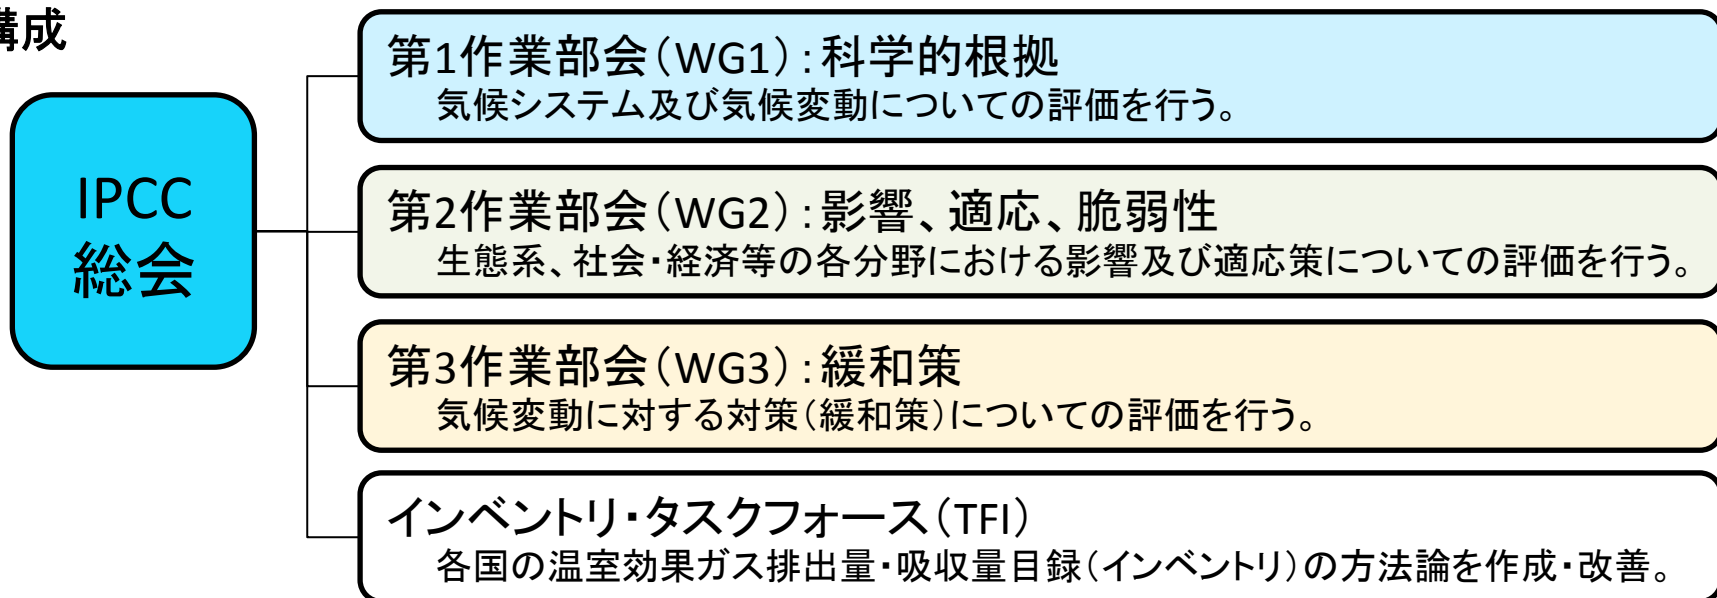 構成
IPCC
総会
第1作業部会(WG1):科学的根拠
気候システム及び気候変動についての評価を行う。
第2作業部会(WG2):影響、適応、脆弱性
生態系、社会・経済等の各分野における影響及び適応策についての評価を行う。
第3作業部会(WG3):緩和策
気候変動に対する対策(緩和策)についての評価を行う。
インベントリ・タスクフォース(TFI)
各国の温室効果ガス排出量・吸収量目録(インベントリ)の方法論を作成・改善。